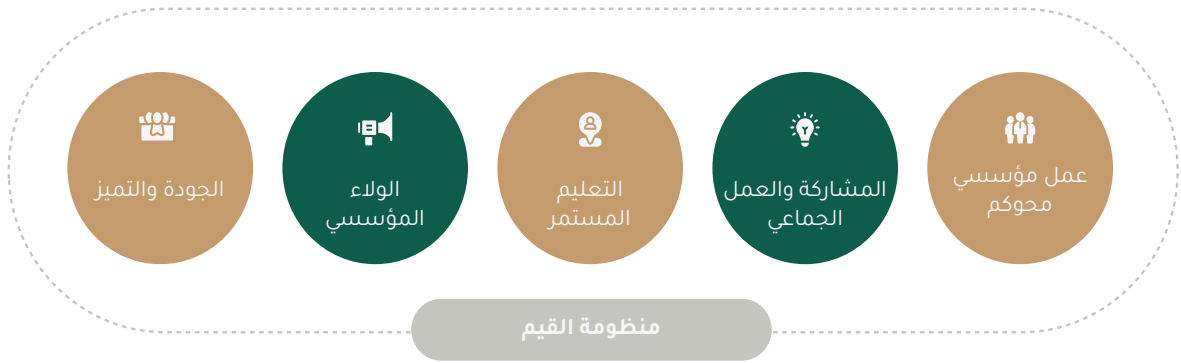 عمل مؤسسي
محوكم
المشاركة والعمل
الجماعي
التعليم
المستمر
الولاء
المؤسسي
الجودة والتميز
منظومة القيم